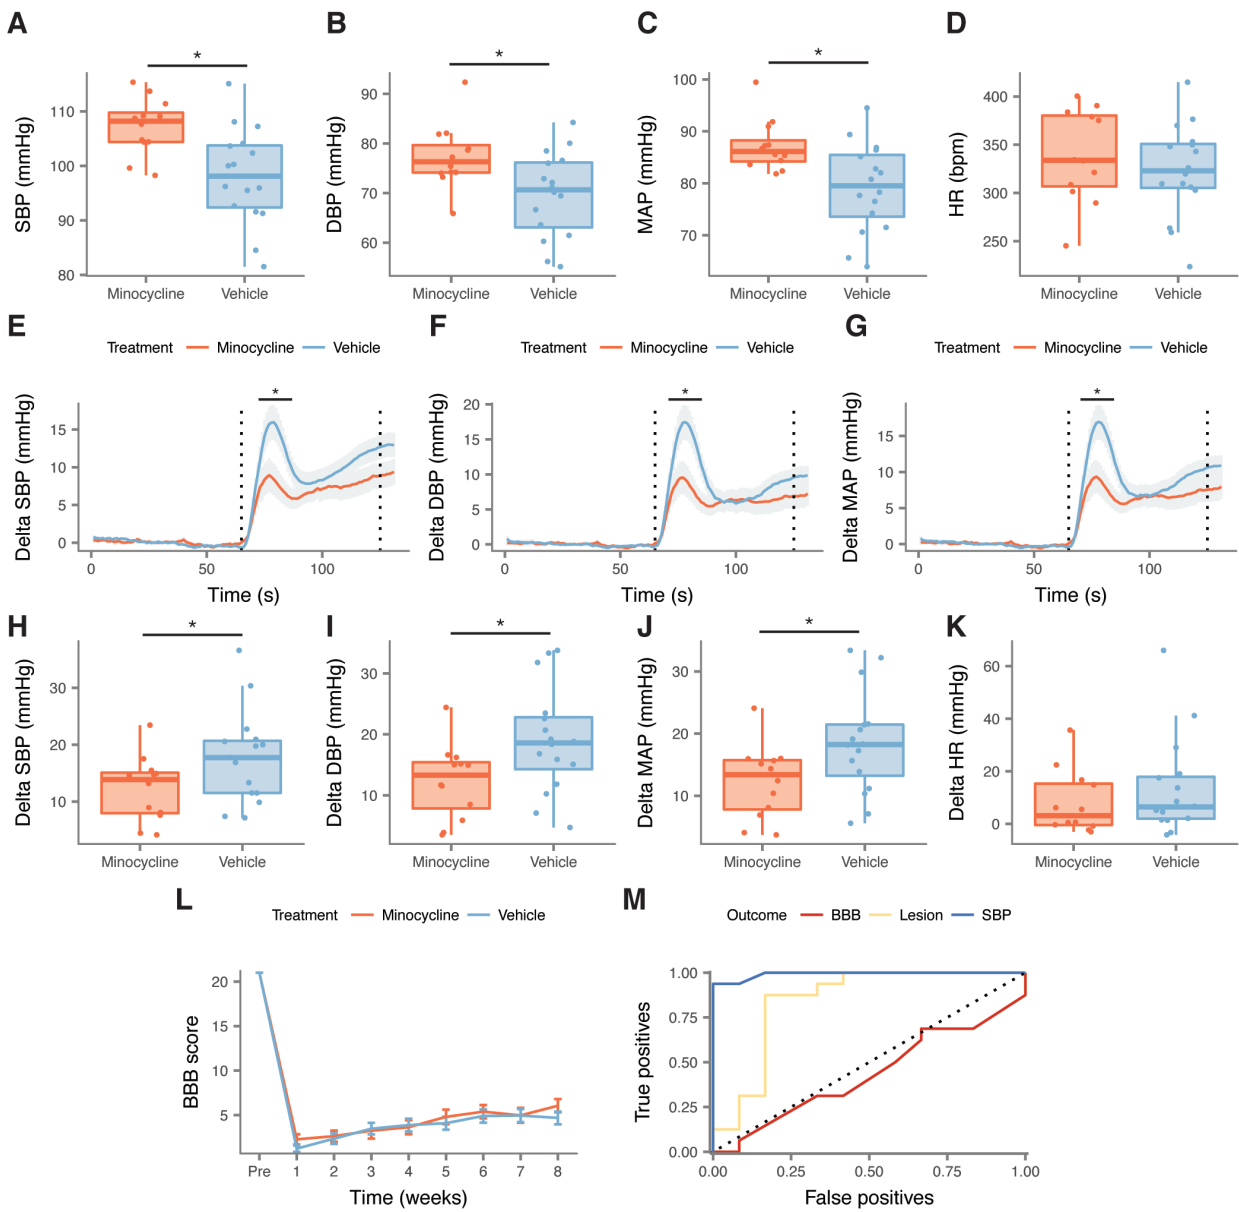 A
B
C
D
*
*
*
SBP (mmHg)
110
100
90
80
Minocycline
Vehicle
DBP (mmHg)
90
80
70
60
Minocycline
Vehicle
MAP (mmHg)
100
90
80
70
Minocycline
Vehicle
HR (bpm)
400
350
300
250
Minocycline
Vehicle
E
F
G
Treatment Minocycline Vehicle
Treatment Minocycline Vehicle
Treatment Minocycline Vehicle
*
*
*
Delta SBP (mmHg)
15
10
5
0
0 50 100
Time (s)
Delta DBP (mmHg)
20
15
10
5
0
0 50 100
Time (s)
Delta MAP (mmHg)
15
10
5
0
0 50 100
Time (s)
H
I
J
K
*
*
*
Delta SBP (mmHg)
30
20
10
Minocycline
Vehicle
Delta DBP (mmHg)
30
20
10
Minocycline
Vehicle
Delta MAP (mmHg)
30
20
10
Minocycline
Vehicle
Delta HR (mmHg)
60
40
20
0
Minocycline
Vehicle
L
M
Treatment Minocycline Vehicle
Outcome BBB Lesion SBP
BBB score
20
15
10
5
Pre 1 2 3 4 5 6 7 8
Time (weeks)
True positives
1.00
0.75
0.50
0.25
0.00
0.00 0.25 0.50 0.75 1.00
False positives